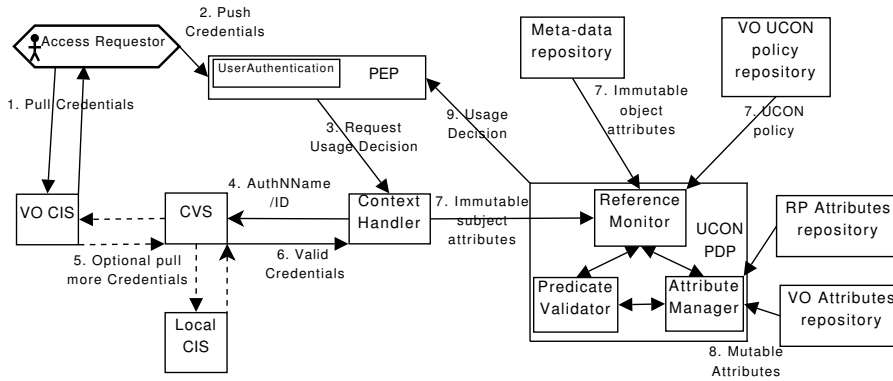 2. Push
Credentials
Access Requestor
UserAuthentication
PEP
Meta-data
repository
VO UCON
policy
repository
1. Pull Credentials
3. Request
Usage Decision
9. Usage
Decision
7. Immutable
object
attributes
7. UCON
policy
VO CIS
CVS
4. AuthNName
/ID
Context
Handler
7. Immutable
subject
attributes
Reference
Monitor
UCON
PDP
RP Attributes
repository
5. Optional pull
more Credentials
6. Valid
Credentials
Predicate
Validator
Attribute
Manager
VO Attributes
repository
Local
CIS
8. Mutable
Attributes